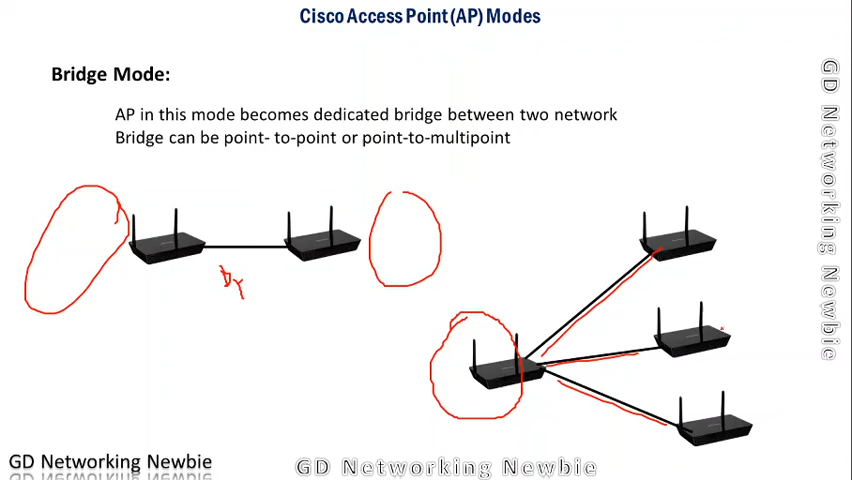 Cisco Access Point (AP) Modes
Bridge Mode:
AP in this mode becomes dedicated bridge between two network
Bridge can be point- to-point or point-to-multipoint
GD Networking Newbie
GD Networking Newbie
GD Networking Newbie